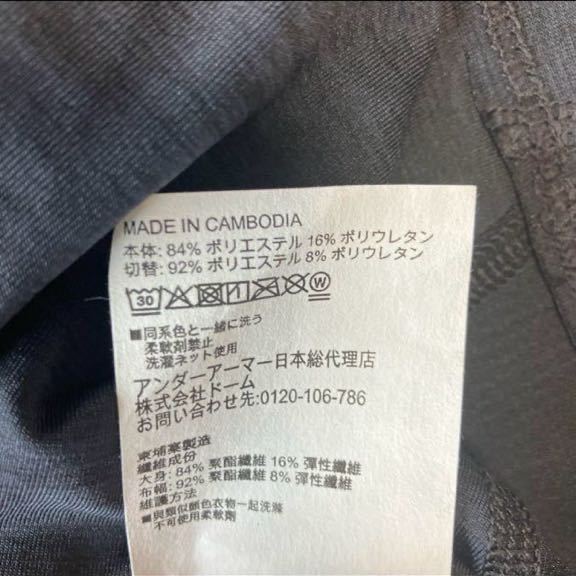 MADE IN CAMBODIA
本体: 84% ポリエステル 16% ポリウレタン
切替: 92% ポリエステル 8% ポリウレタン
30 W
■同系色と一緒に洗う
柔軟剤禁止
洗濯ネット使用
アンダーアーマー日本総代理店
株式会社ドーム
お問い合わせ先:0120-106-786
柬埔寨製造
纖維成份
大身: 84% 聚酯纖維 16% 彈性纖維
布幅: 92% 聚酯纖維 8% 彈性纖維
維護方法
■與類似顏色衣物一起洗滌
不可使用柔軟劑